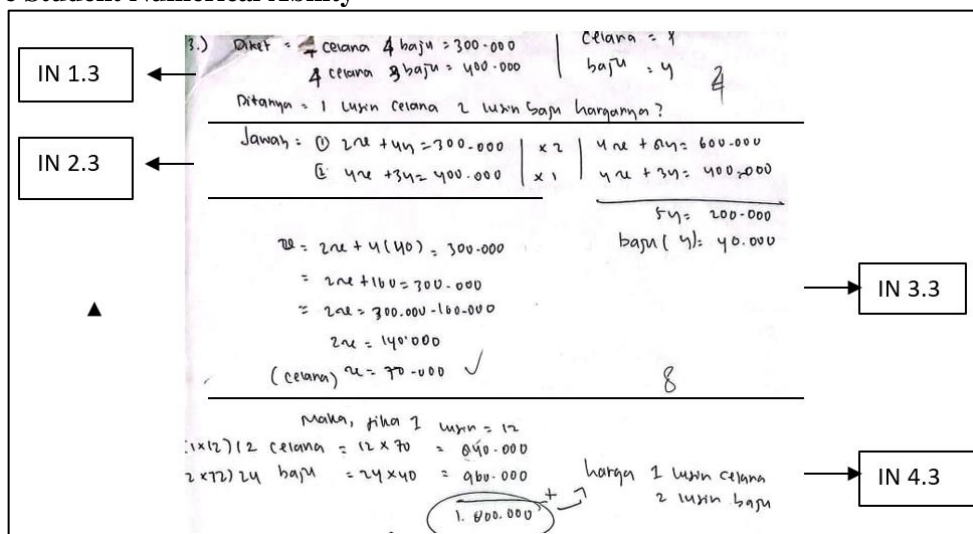 e Student Numerical Ability
3.) Diket = 4 celana 4 baju = 300.000 | celana = x
4 celana 3 baju = 400.000 | baju = y
2
Ditanya = 1 lusin celana 2 lusin baju harganya?
IN 1.3
Jawab = ① 2x + 4y = 300.000 | x 2 | 4x + 8y = 600.000
② 4x + 3y = 400.000 | x 1 | 4x + 3y = 400.000
IN 2.3
5y = 200.000
baju (y) = 40.000
x = 2x + 4(40) = 300.000
= 2x + 160 = 300.000
= 2x = 300.000 - 160.000
2x = 140.000
(celana) x = 70.000 ✓
8
IN 3.3
Maka, jika 1 lusin = 12
(1x12) 12 celana = 12 x 70 = 840.000
2 x 12) 24 baju = 24 x 40 = 960.000 +
1.800.000
harga 1 lusin celana
2 lusin baju
IN 4.3